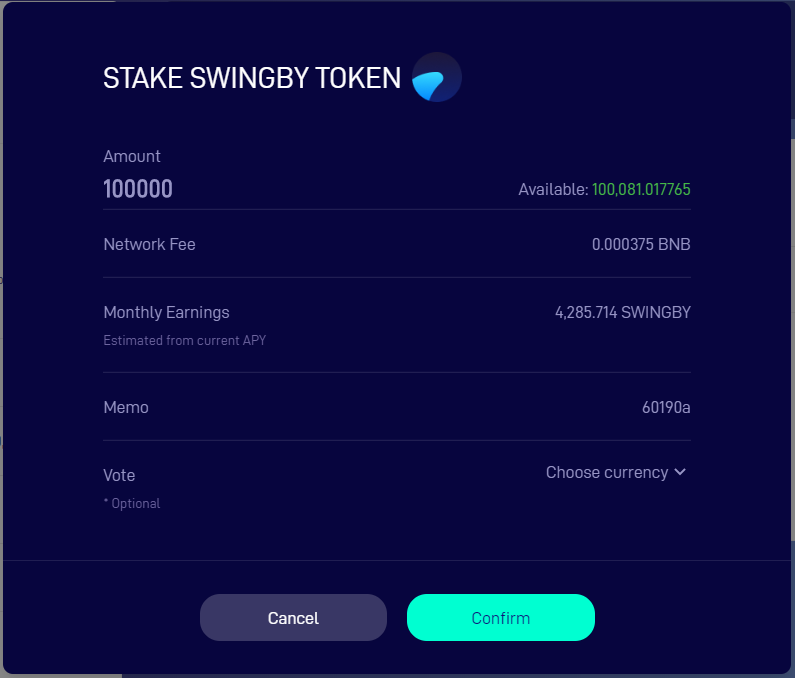 STAKE SWINGBY TOKEN
Amount
100000
Available: 100,081.017765
Network Fee
0.000375 BNB
Monthly Earnings
4,285.714 SWINGBY
Estimated from current APY
Memo
60190a
Vote
Choose currency
* Optional
Cancel
Confirm